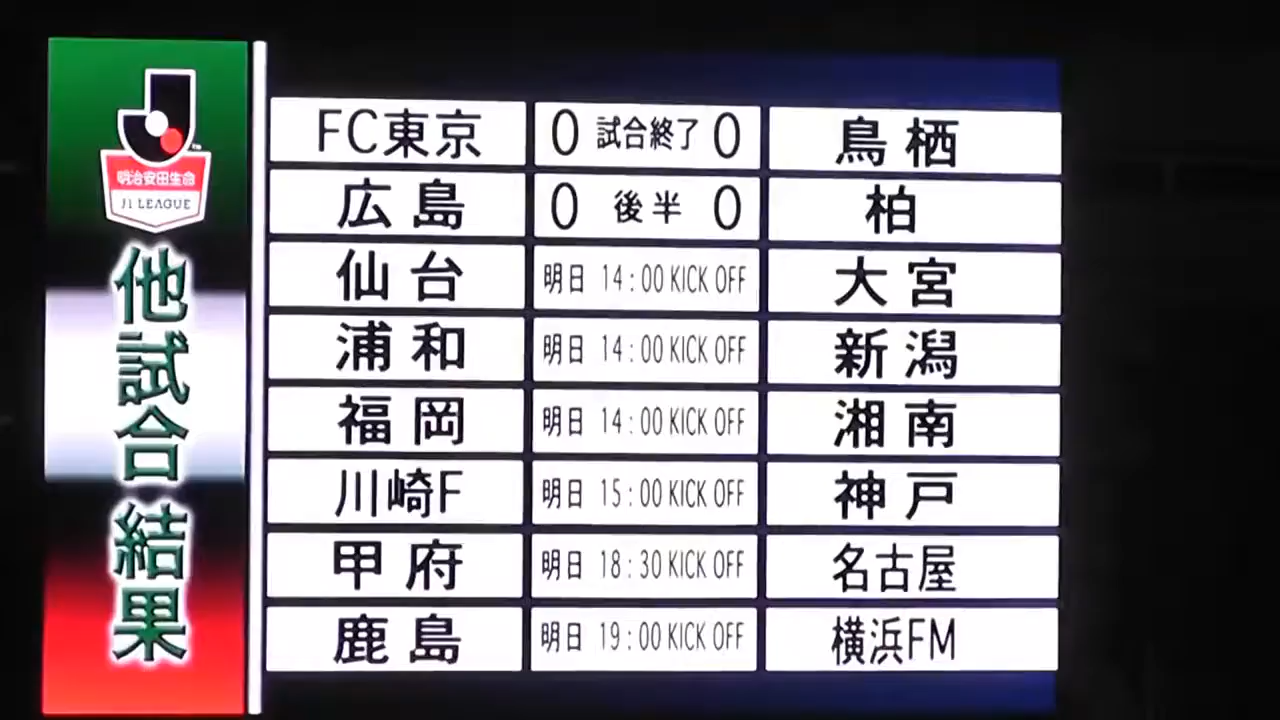 明治安田生命
J1 LEAGUE
他試合結果
FC東京 0 試合終了 0 鳥栖
広島 0 後半 0 柏
仙台 明日 14:00 KICK OFF 大宮
浦和 明日 14:00 KICK OFF 新潟
福岡 明日 14:00 KICK OFF 湘南
川崎F 明日 15:00 KICK OFF 神戸
甲府 明日 18:30 KICK OFF 名古屋
鹿島 明日 19:00 KICK OFF 横浜FM